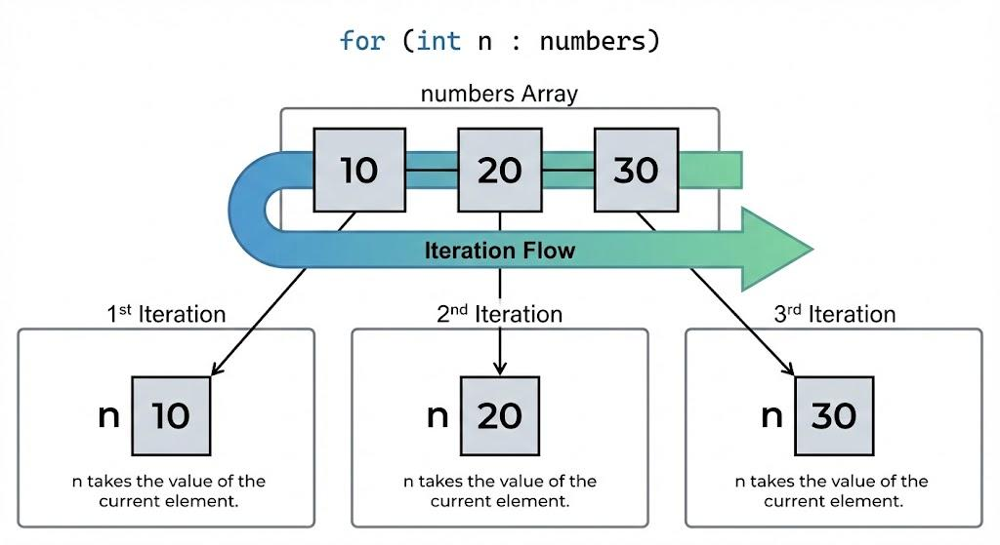 for (int n : numbers)
numbers Array
10 20 30
Iteration Flow
1st Iteration
2nd Iteration
3rd Iteration
n 10
n 20
n 30
n takes the value of the
current element.
n takes the value of the
current element.
n takes the value of the
current element.